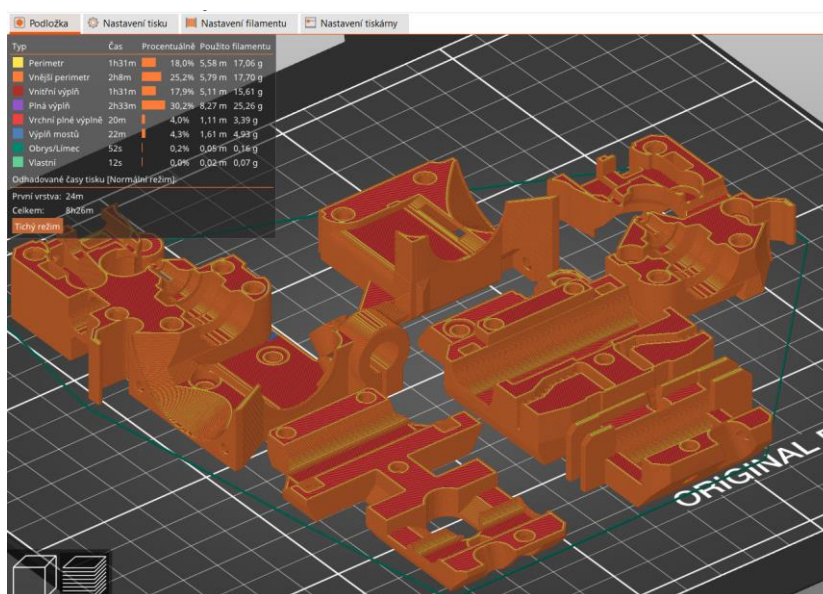 Podložka Nastavení tisku Nastavení filamentu Nastavení tiskárny
Typ Čas Procentuálně Použito filamentu
Perimetr 1h31m 18,0% 5,58 m 17,06 g
Vnější perimetr 2h8m 25,2% 5,79 m 17,70 g
Vnitřní výplň 1h31m 17,9% 5,11 m 15,61 g
Plná výplň 2h33m 30,2% 8,27 m 25,26 g
Vrchní plné výplně 20m 4,0% 1,11 m 3,39 g
Výplň mostů 22m 4,3% 1,61 m 4,93 g
Obrys/Límec 52s 0,2% 0,05 m 0,16 g
Vlastní 12s 0,0% 0,02 m 0,07 g
Odhadované časy tisku [Normální režim]:
První vrstva: 24m
Celkem: 8h26m
Tichý režim
ORIGINAL